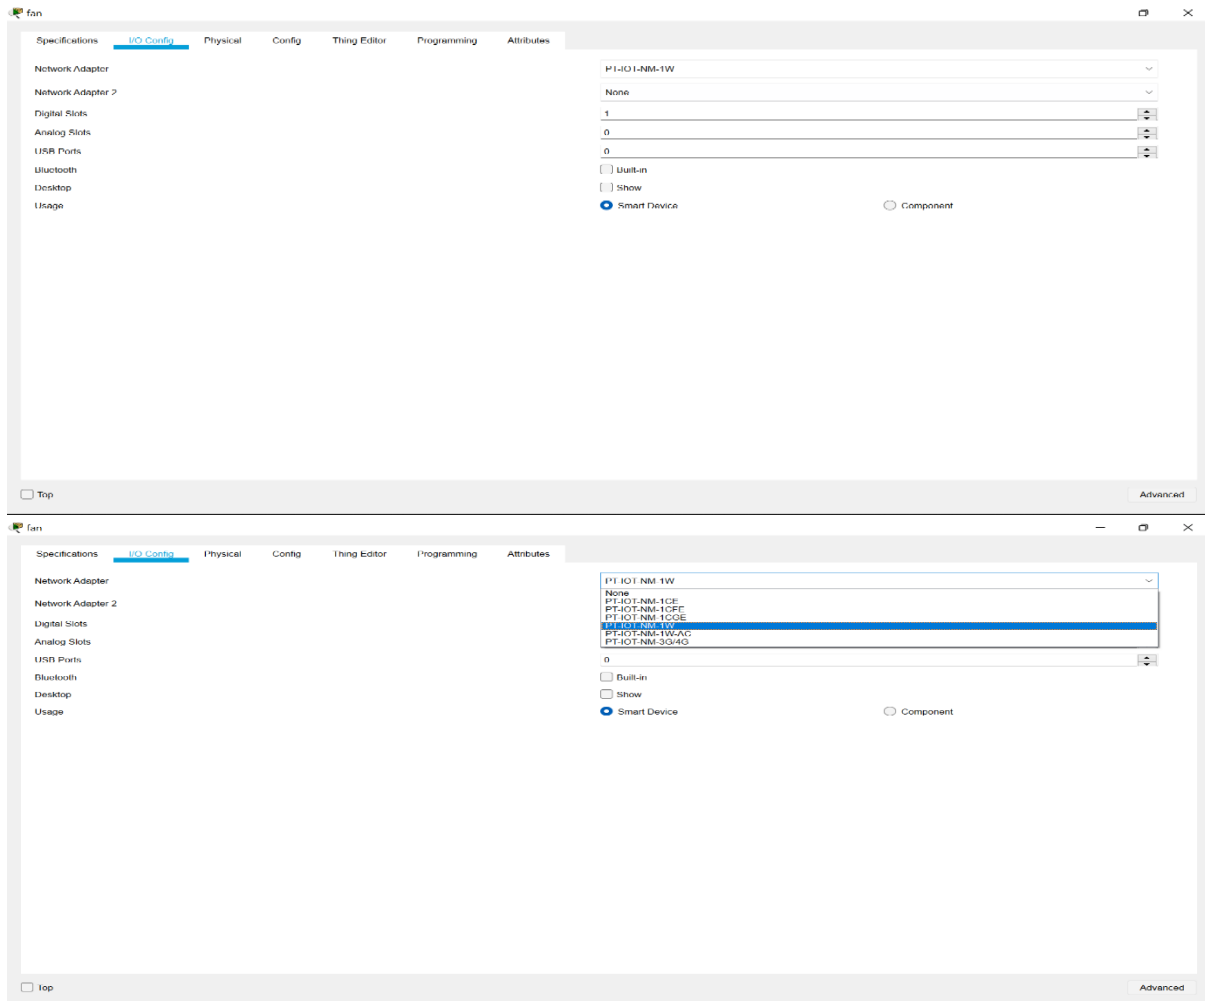 fan
Specifications I/O Config Physical Config Thing Editor Programming Attributes
Network Adapter PT-IOT-NM-1W
Network Adapter 2 None
Digital Slots 1
Analog Slots 0
USB Ports 0
Bluetooth Built-in
Desktop Show
Usage Smart Device Component
Top Advanced
fan
Specifications I/O Config Physical Config Thing Editor Programming Attributes
Network Adapter PT-IOT-NM-1W
None
Network Adapter 2 PT-IOT-NM-1CE
PT-IOT-NM-1CFE
Digital Slots PT-IOT-NM-1CGE
PT-IOT-NM-1W
PT-IOT-NM-1W-AC
Analog Slots PT-IOT-NM-3G/4G
USB Ports 0
Bluetooth Built-in
Desktop Show
Usage Smart Device Component
Top Advanced